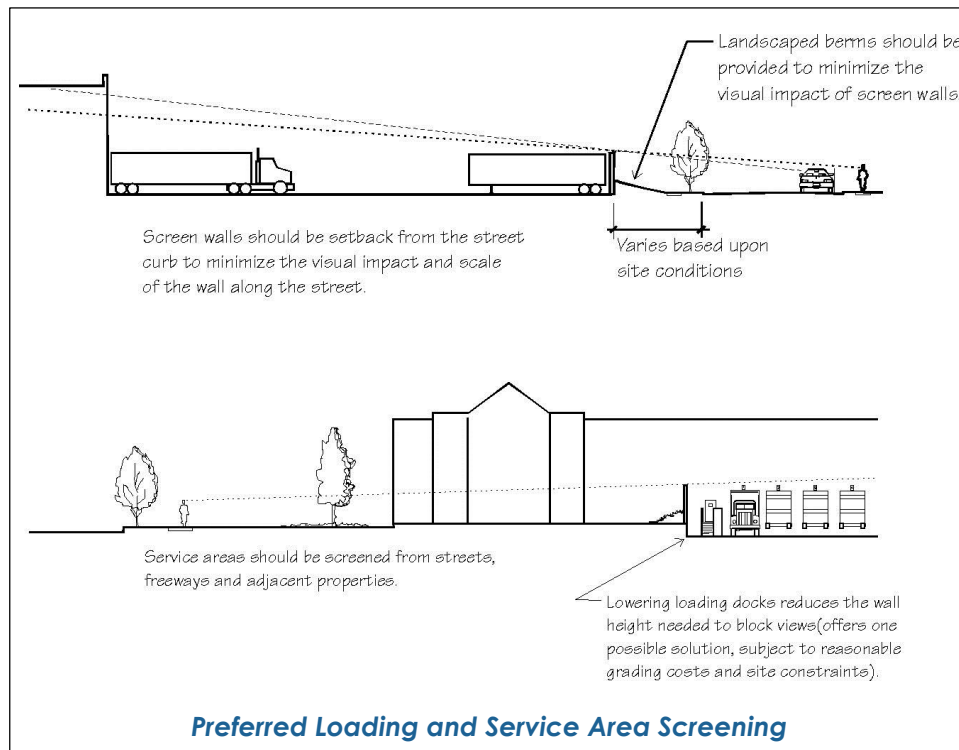 Landscaped berms should be
provided to minimize the
visual impact of screen walls
Screen walls should be setback from the street
curb to minimize the visual impact and scale
of the wall along the street.
Varies based upon
site conditions
Service areas should be screened from streets,
freeways and adjacent properties.
Lowering loading docks reduces the wall
height needed to block views(offers one
possible solution, subject to reasonable
grading costs and site constraints).
Preferred Loading and Service Area Screening